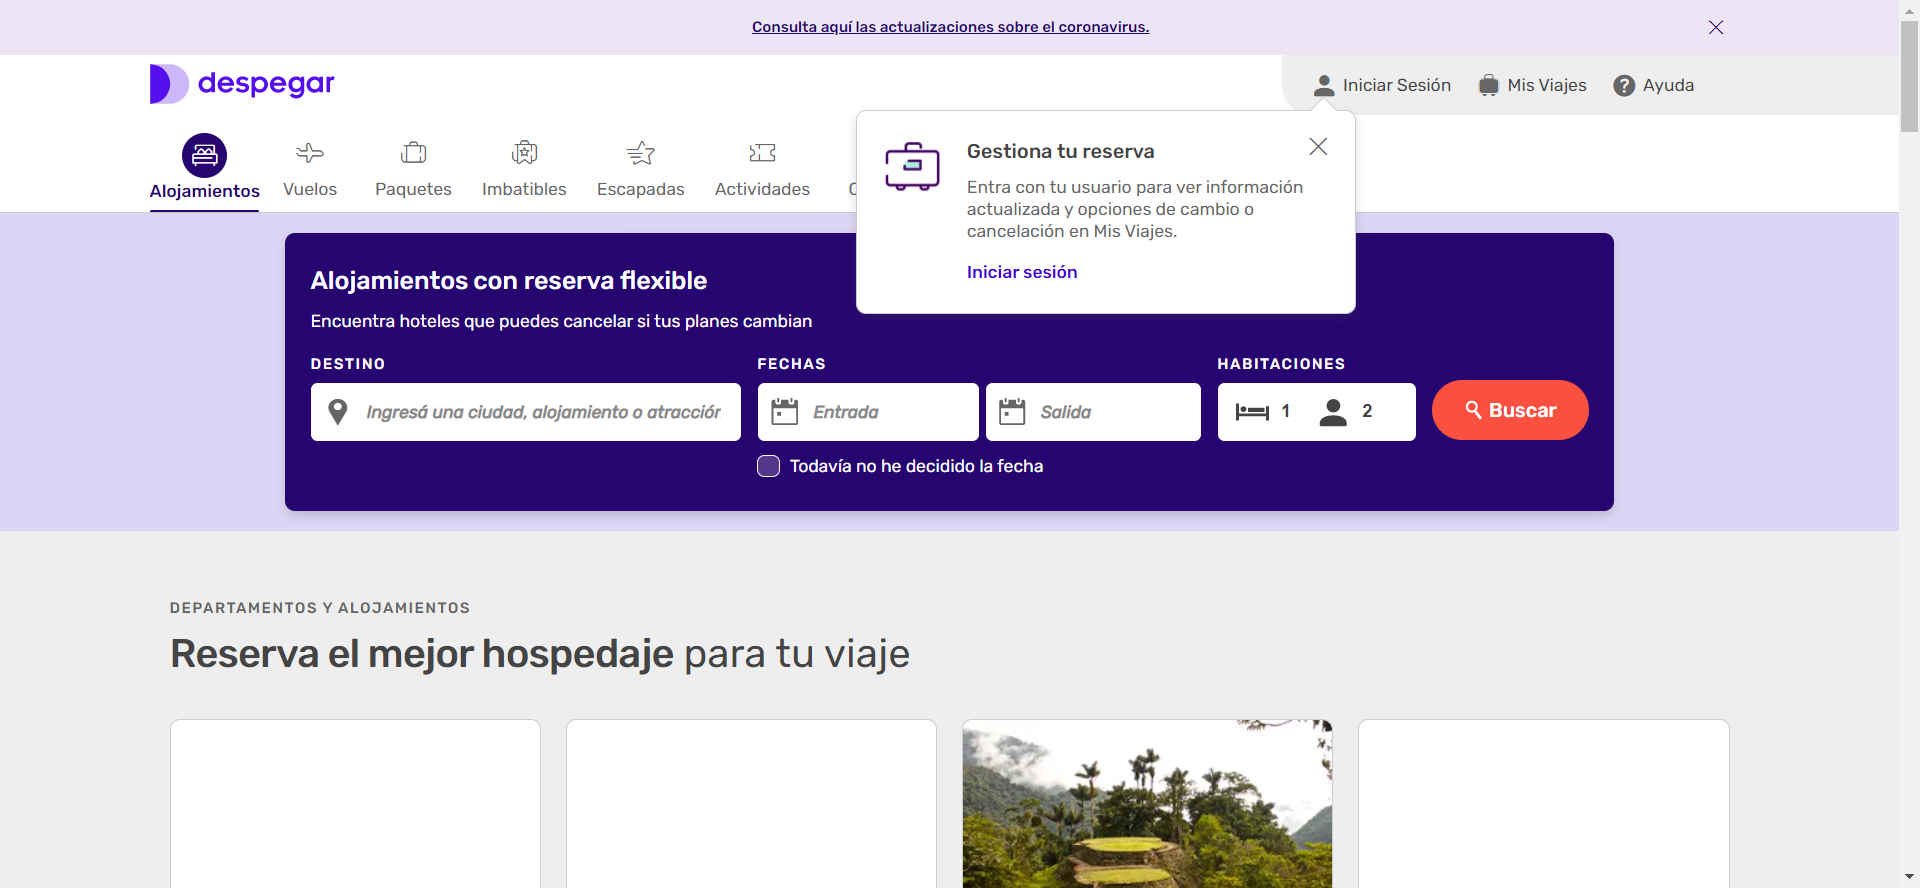 Consulta aquí las actualizaciones sobre el coronavirus.
despegar
Iniciar Sesión
Mis Viajes
? Ayuda
Alojamientos
Vuelos
Paquetes
Imbatibles
Escapadas
Actividades
Gestiona tu reserva
Entra con tu usuario para ver información
actualizada y opciones de cambio o
cancelación en Mis Viajes.
Iniciar sesión
Alojamientos con reserva flexible
Encuentra hoteles que puedes cancelar si tus planes cambian
DESTINO
FECHAS
HABITACIONES
Ingresá una ciudad, alojamiento o atracción
Entrada
Salida
1
2
Buscar
Todavía no he decidido la fecha
DEPARTAMENTOS Y ALOJAMIENTOS
Reserva el mejor hospedaje para tu viaje